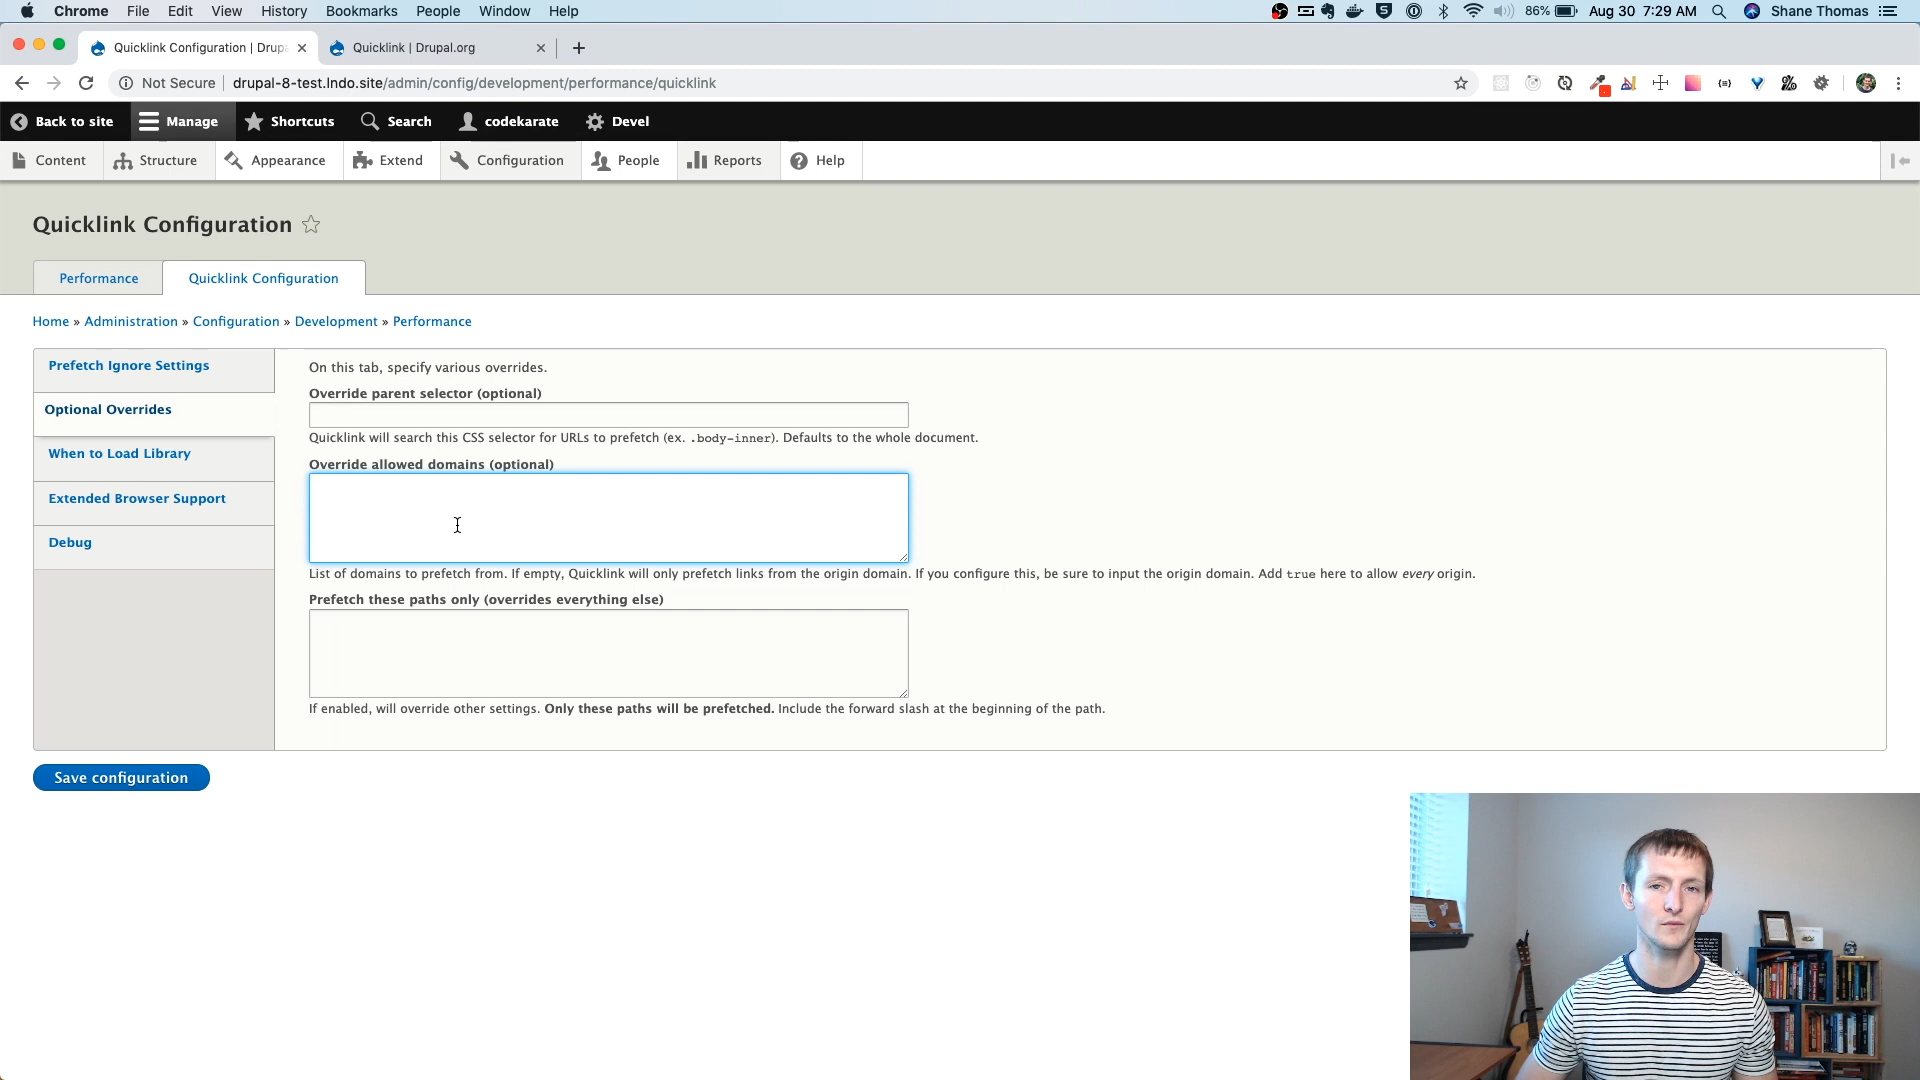 Chrome File Edit View History Bookmarks People Window Help 86% Aug 30 7:29 AM Shane Thomas
Quicklink Configuration | Drup Quicklink | Drupal.org
Not Secure drupal-8-test.lndo.site/admin/config/development/performance/quicklink
Back to site Manage Shortcuts Search codekarate Devel
Content Structure Appearance Extend Configuration People Reports Help
Quicklink Configuration
Performance Quicklink Configuration
Home » Administration » Configuration » Development » Performance
Prefetch Ignore Settings
Optional Overrides
When to Load Library
Extended Browser Support
Debug
On this tab, specify various overrides.
Override parent selector (optional)
Quicklink will search this CSS selector for URLs to prefetch (ex. .body-inner). Defaults to the whole document.
Override allowed domains (optional)
List of domains to prefetch from. If empty, Quicklink will only prefetch links from the origin domain. If you configure this, be sure to input the origin domain. Add true here to allow every origin.
Prefetch these paths only (overrides everything else)
If enabled, will override other settings. Only these paths will be prefetched. Include the forward slash at the beginning of the path.
Save configuration